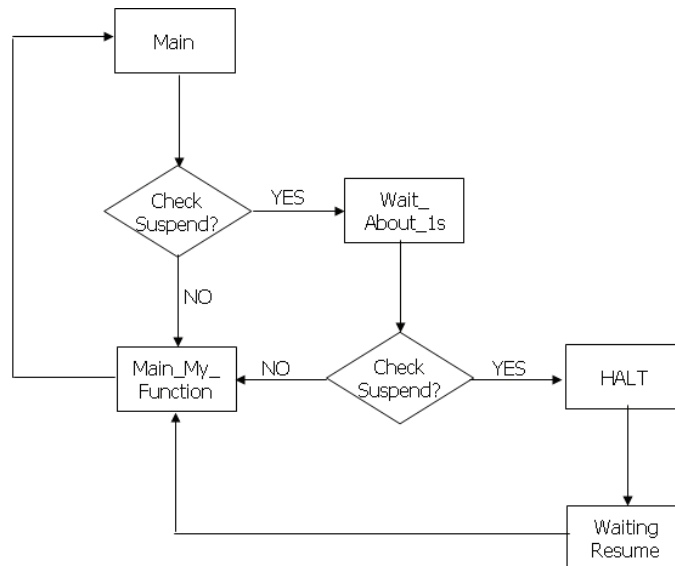 Main
Check
Suspend?
YES
Wait_
About_1s
NO
Main_My_
Function
NO
Check
Suspend?
YES
HALT
Waiting
Resume